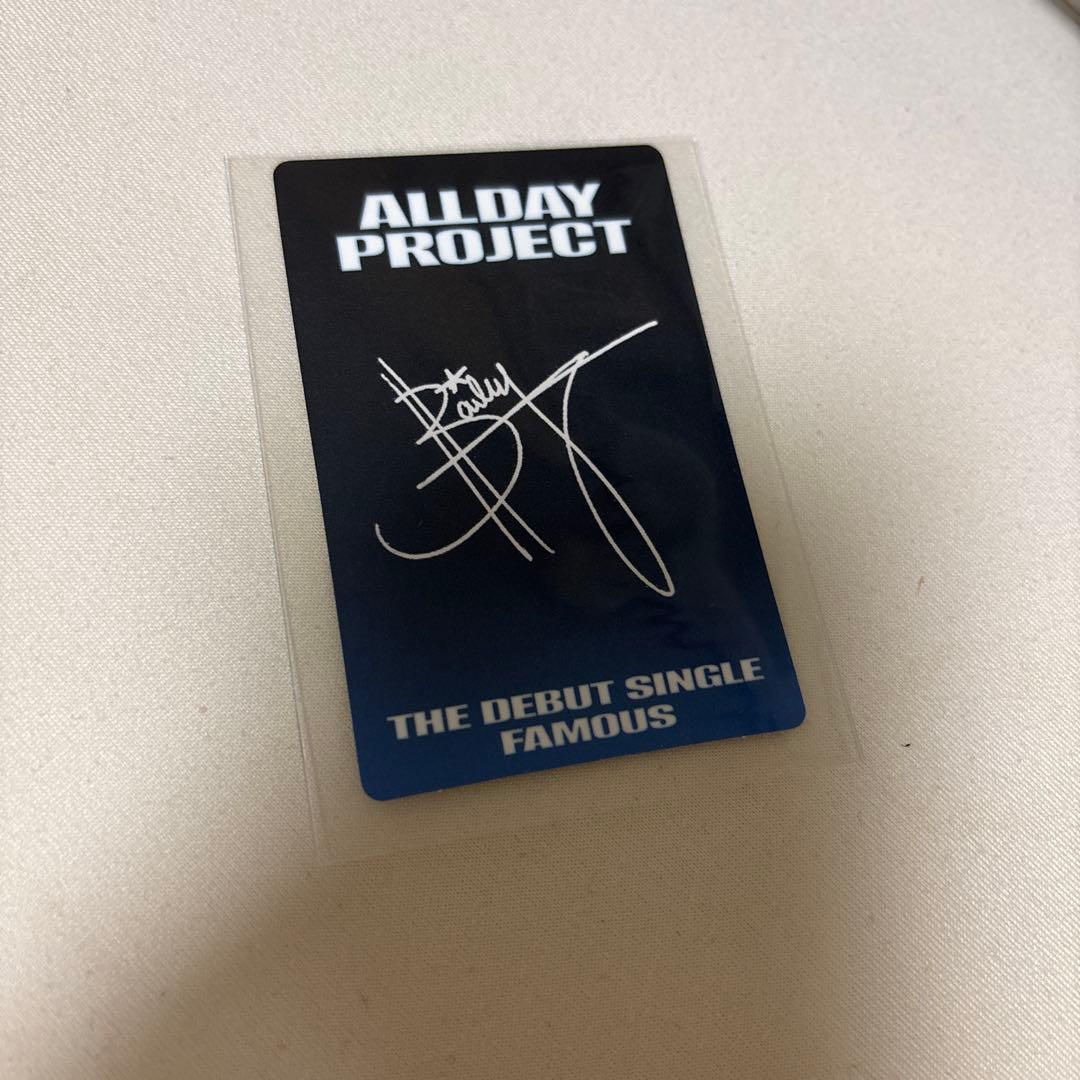 ALLDAY
PROJECT
Bailey
THE DEBUT SINGLE
FAMOUS